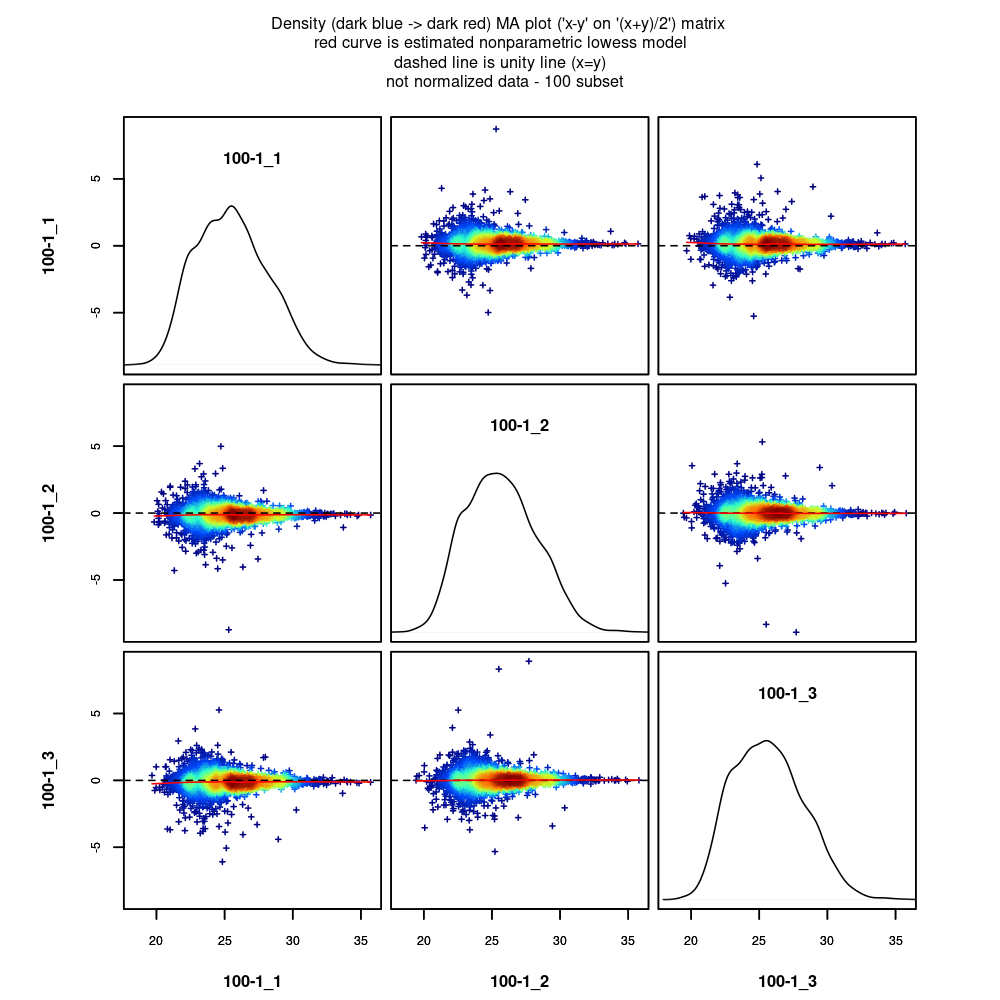 Density (dark blue -> dark red) MA plot ('x-y' on '(x+y)/2') matrix
red curve is estimated nonparametric lowess model
dashed line is unity line (x=y)
not normalized data - 100 subset
100-1_1
100-1_1
5
0
-5
100-1_2
100-1_2
5
0
-5
100-1_3
100-1_3
5
0
-5
20 25 30 35 20 25 30 35 20 25 30 35
100-1_1 100-1_2 100-1_3